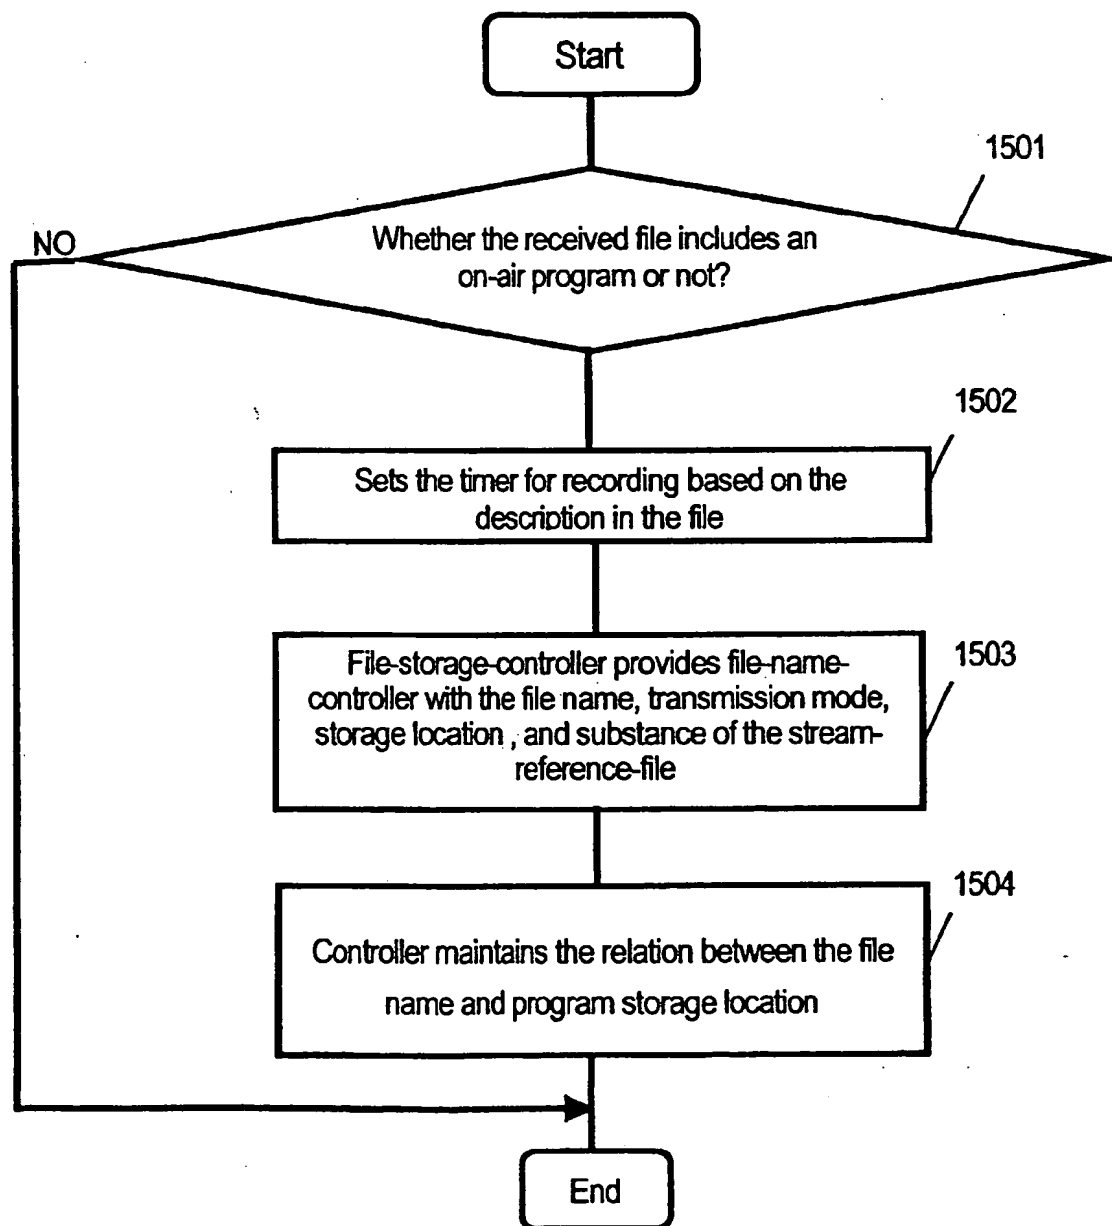 Start
1501
NO
Whether the received file includes an
on-air program or not?
1502
Sets the timer for recording based on the
description in the file
1503
File-storage-controller provides file-name-
controller with the file name, transmission mode,
storage location , and substance of the stream-
reference-file
1504
Controller maintains the relation between the file
name and program storage location
End